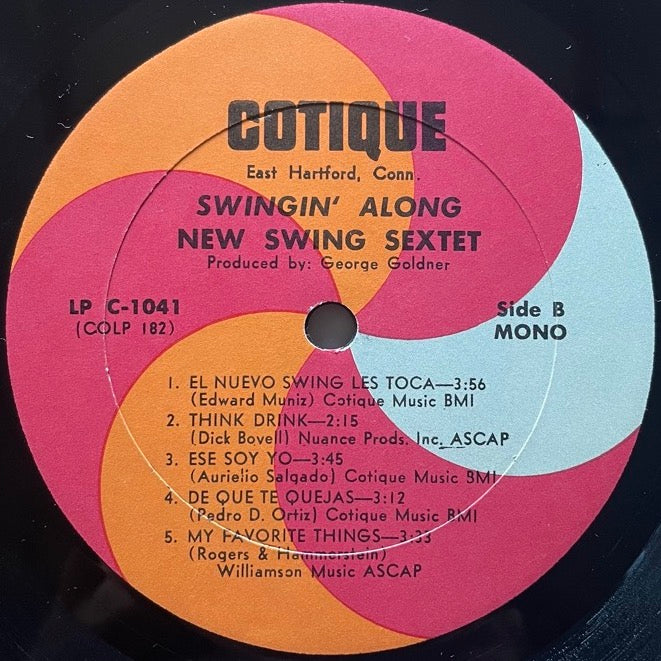 COTIQUE
East Hartford, Conn.
SWINGIN' ALONG
NEW SWING SEXTET
Produced by: George Goldner
LP C-1041
(COLP 182)
Side B
MONO
1. EL NUEVO SWING LES TOCA—3:56
(Edward Muniz) Cotique Music BMI
2. THINK DRINK—2:15
(Dick Bovell) Nuance Prods, Inc. ASCAP
3. ESE SOY YO—3:45
(Aurielio Salgado) Cotique Music BMI
4. DE QUE TE QUEJAS—3:12
(Pedro D. Ortiz) Cotique Music BMI
5. MY FAVORITE THINGS—3:33
(Rogers & Hammerstein)
Williamson Music ASCAP